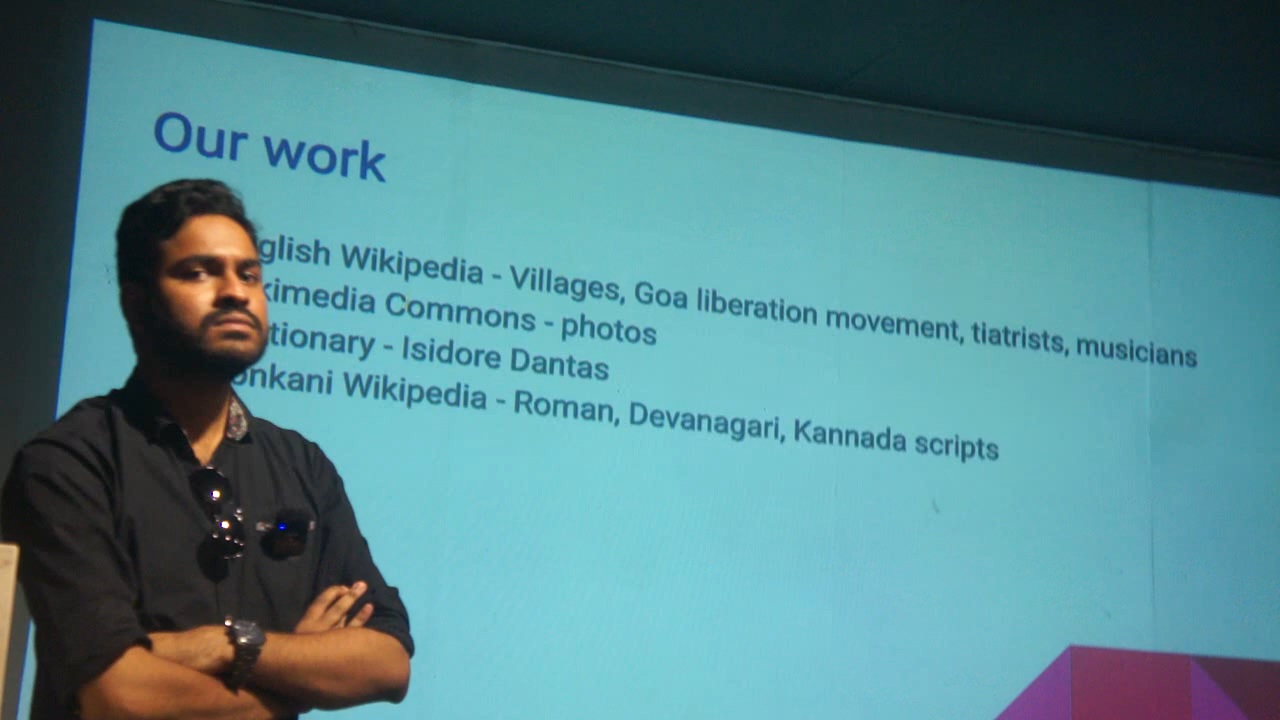 Our work
glish Wikipedia - Villages, Goa liberation movement, tiatrists, musicians
kimedia Commons - photos
tionary - Isidore Dantas
onkani Wikipedia - Roman, Devanagari, Kannada scripts